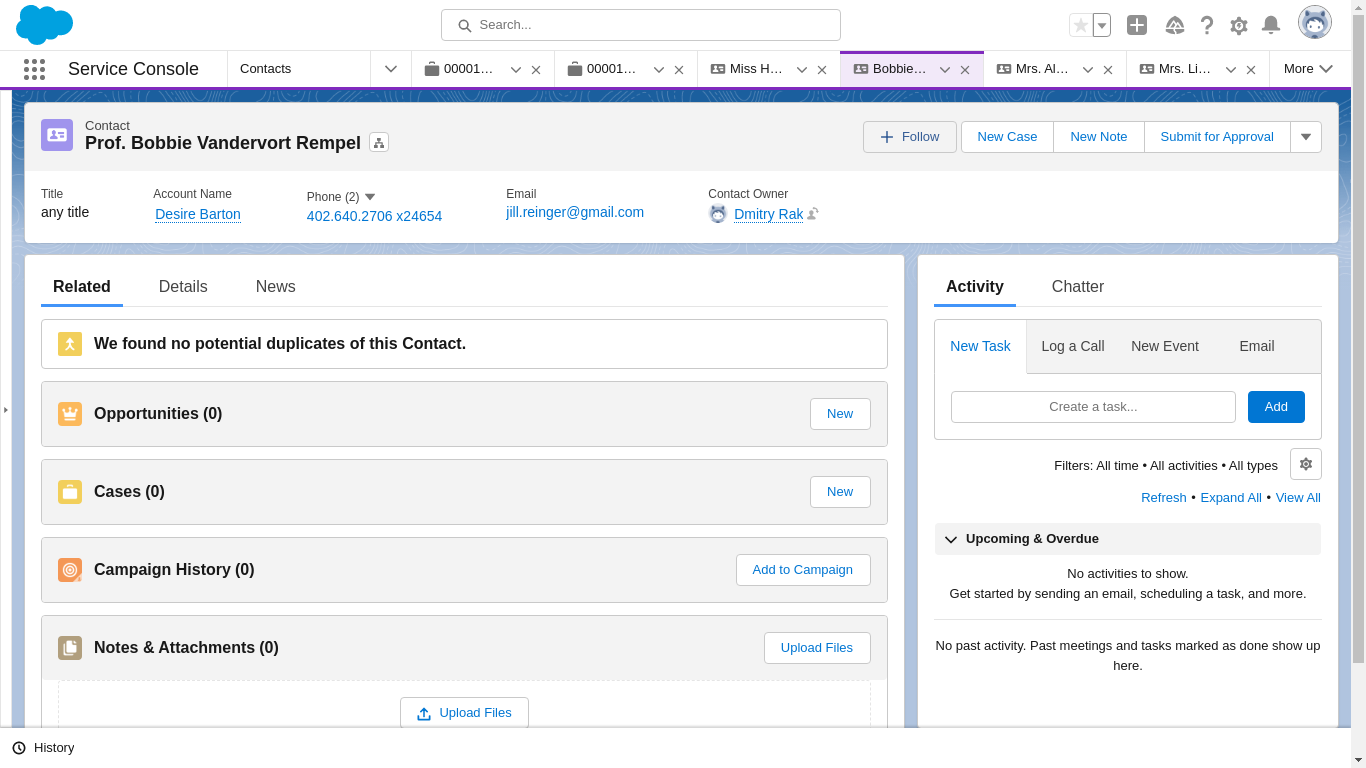 Search...
Service Console
Contacts
00001...
00001...
Miss H...
Bobbie...
Mrs. Al...
Mrs. Li...
More
Contact
Prof. Bobbie Vandervort Rempel
Follow
New Case
New Note
Submit for Approval
Title
any title
Account Name
Desire Barton
Phone (2)
402.640.2706 x24654
Email
jill.reinger@gmail.com
Contact Owner
Dmitry Rak
Related
Details
News
We found no potential duplicates of this Contact.
Opportunities (0)
New
Cases (0)
New
Campaign History (0)
Add to Campaign
Notes & Attachments (0)
Upload Files
Upload Files
Activity
Chatter
New Task
Log a Call
New Event
Email
Create a task...
Add
Filters: All time • All activities • All types
Refresh • Expand All • View All
Upcoming & Overdue
No activities to show.
Get started by sending an email, scheduling a task, and more.
No past activity. Past meetings and tasks marked as done show up
here.
History